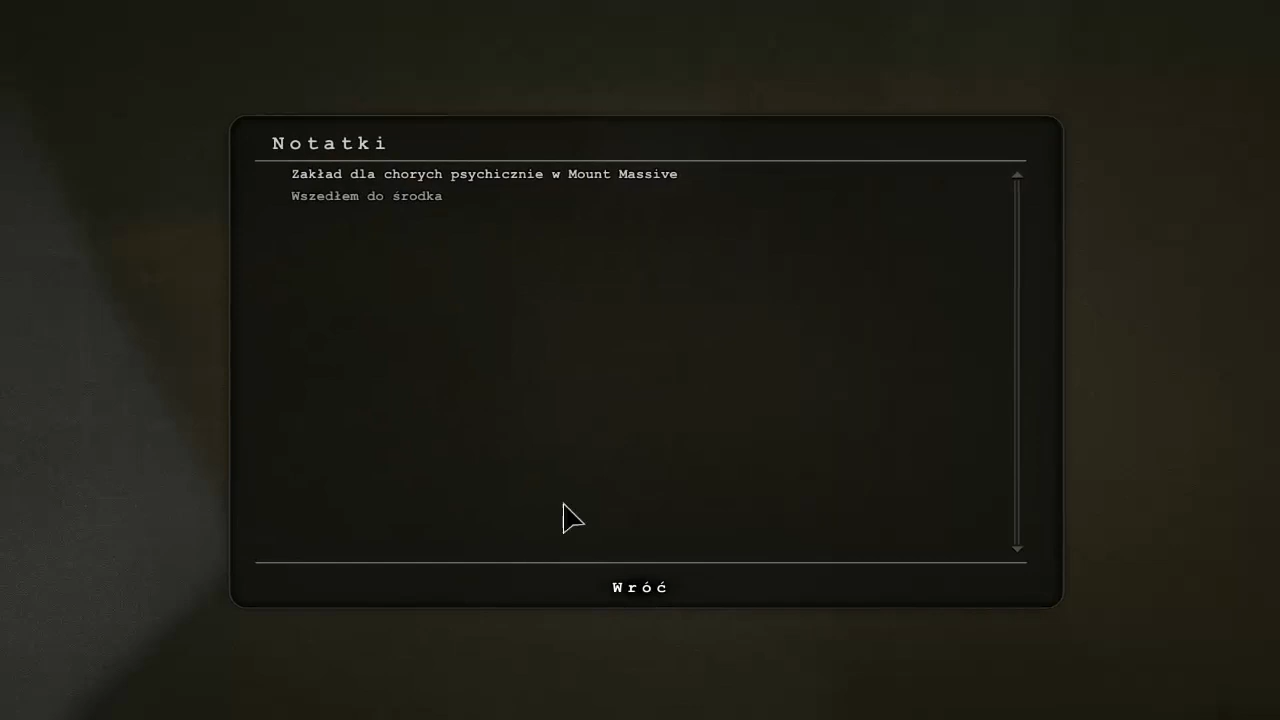 Notatki
Zakład dla chorych psychicznie w Mount Massive
Wszedłem do środka
Wróć